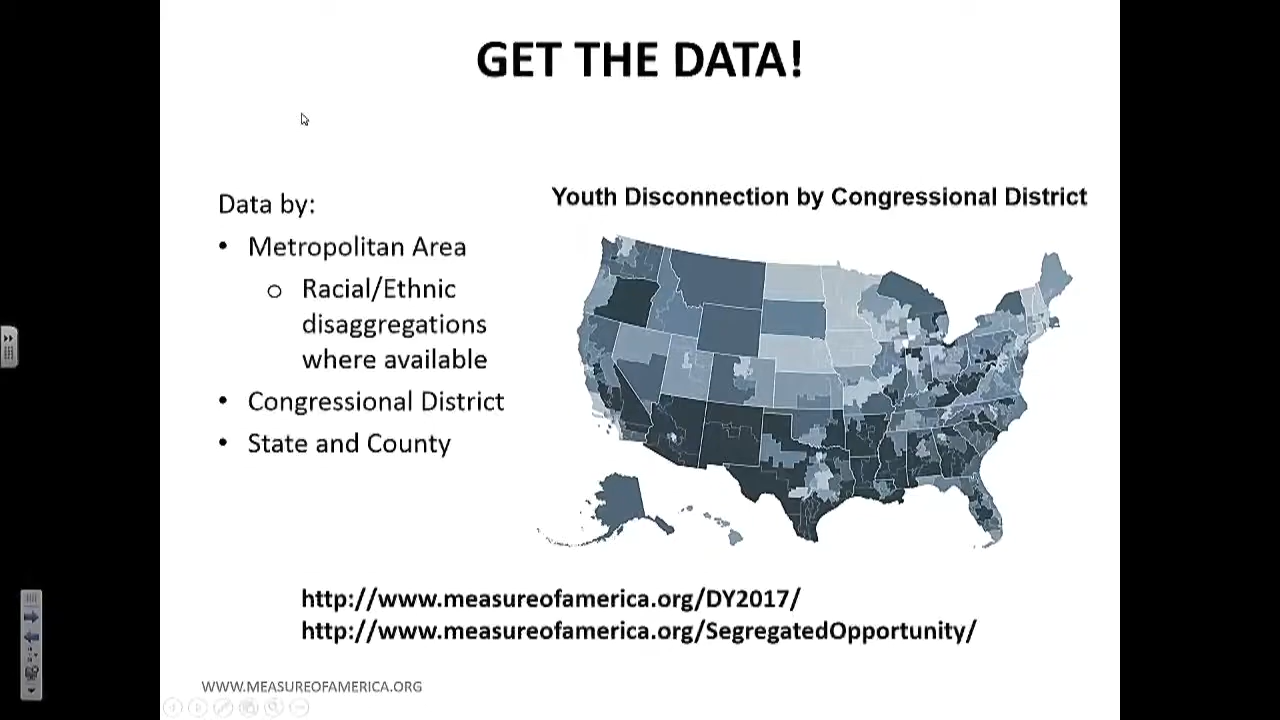 GET THE DATA!
Data by:
• Metropolitan Area
o Racial/Ethnic
disaggregations
where available
• Congressional District
• State and County
Youth Disconnection by Congressional District
http://www.measureofamerica.org/DY2017/
http://www.measureofamerica.org/SegregatedOpportunity/
WWW.MEASUREOFAMERICA.ORG